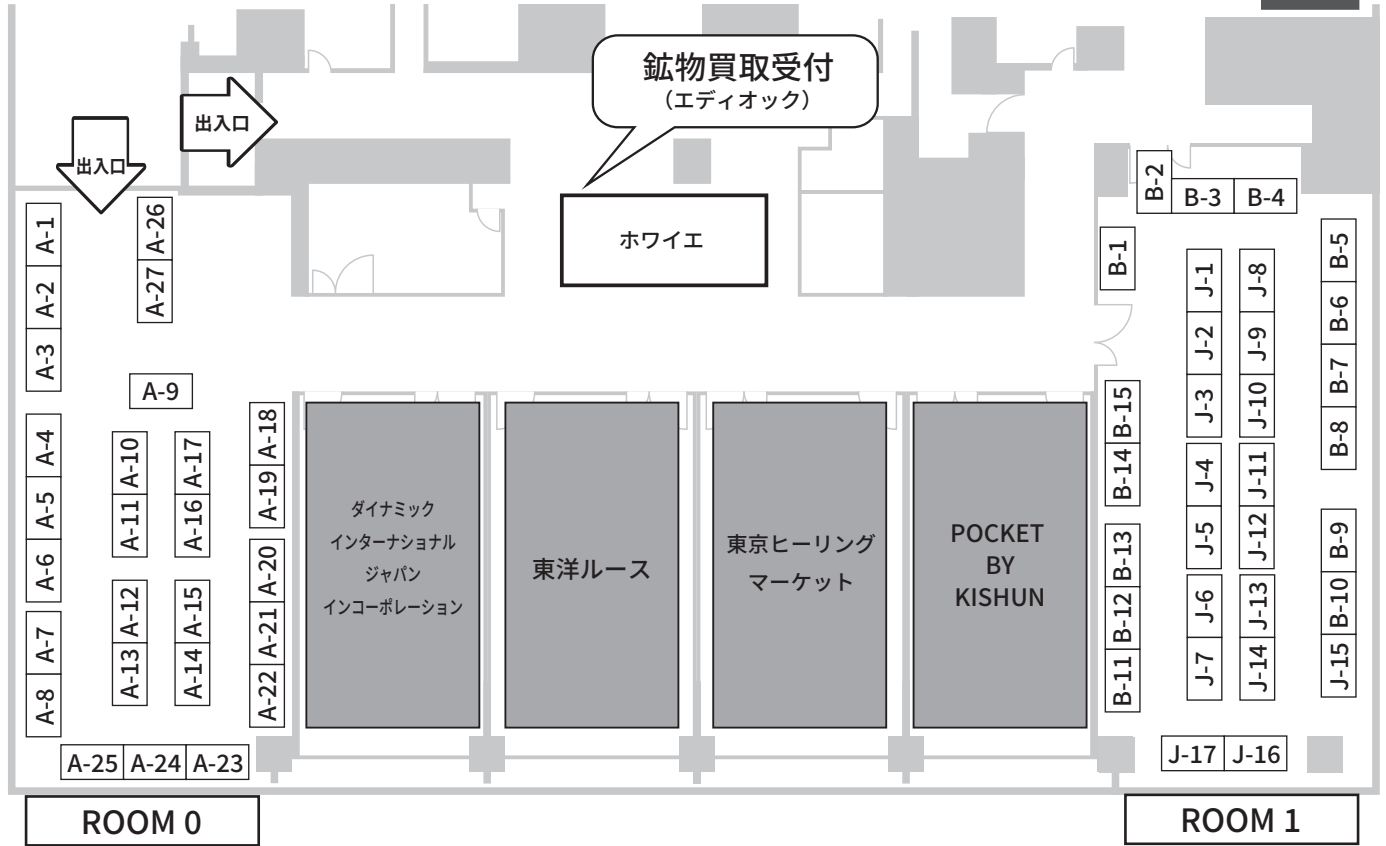 鉱物買取受付
（エディオック）
出入口
出入口
ホワイエ
A-1
A-2
A-3
A-4
A-5
A-6
A-7
A-8
A-26
A-27
A-9
A-10
A-11
A-12
A-13
A-17
A-16
A-15
A-14
A-18
A-19
A-20
A-21
A-22
A-25 A-24 A-23
ダイナミック
インターナショナル
ジャパン
インコーポレーション
東洋ルース
東京ヒーリング
マーケット
POCKET
BY
KISHUN
B-2
B-3 B-4
B-1
B-15
B-14
B-13
B-12
B-11
J-1
J-2
J-3
J-4
J-5
J-6
J-7
J-8
J-9
J-10
J-11
J-12
J-13
J-14
B-5
B-6
B-7
B-8
B-9
B-10
J-15
J-17 J-16
ROOM 0
ROOM 1